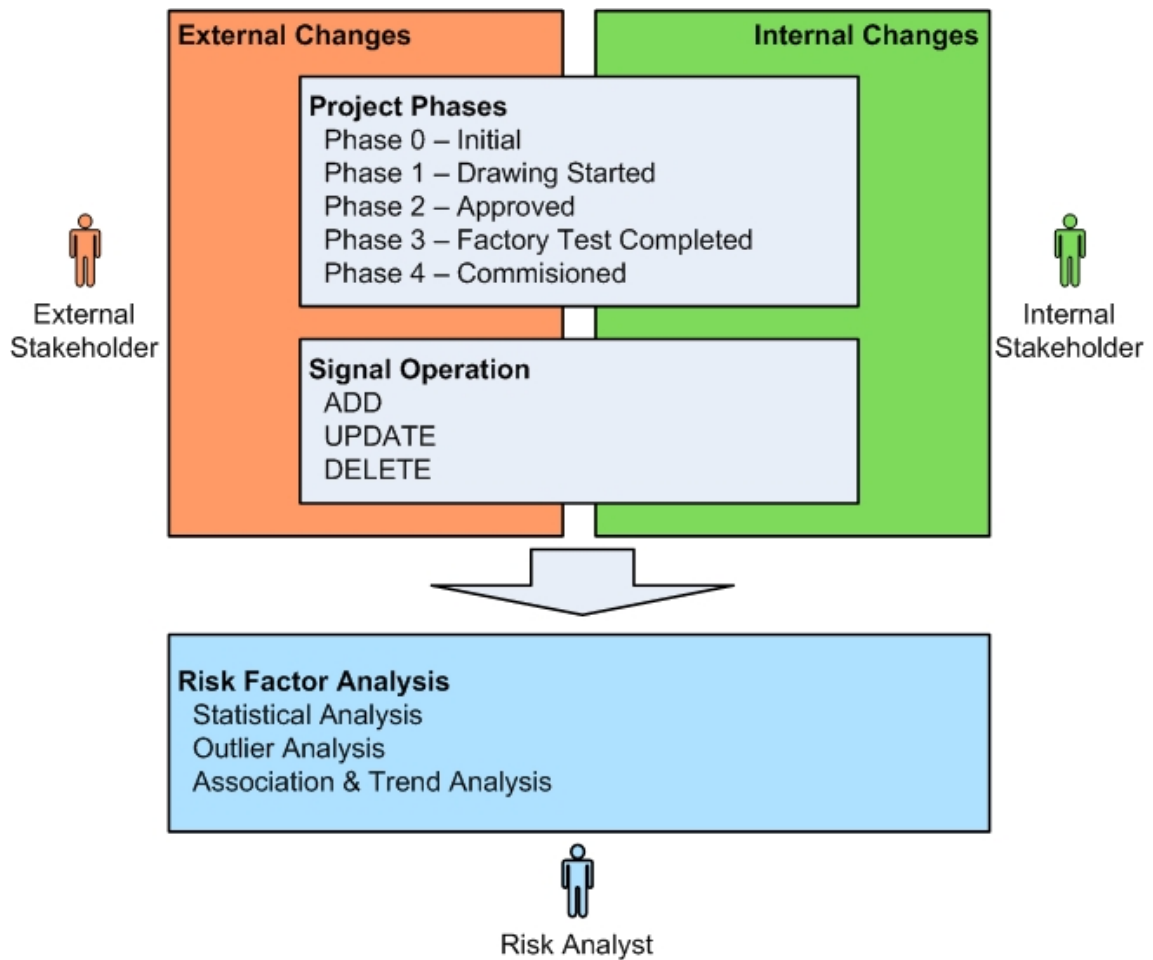 External Changes
Internal Changes
Project Phases
Phase 0 – Initial
Phase 1 – Drawing Started
Phase 2 – Approved
Phase 3 – Factory Test Completed
Phase 4 – Commisioned
External
Stakeholder
Internal
Stakeholder
Signal Operation
ADD
UPDATE
DELETE
Risk Factor Analysis
Statistical Analysis
Outlier Analysis
Association & Trend Analysis
Risk Analyst